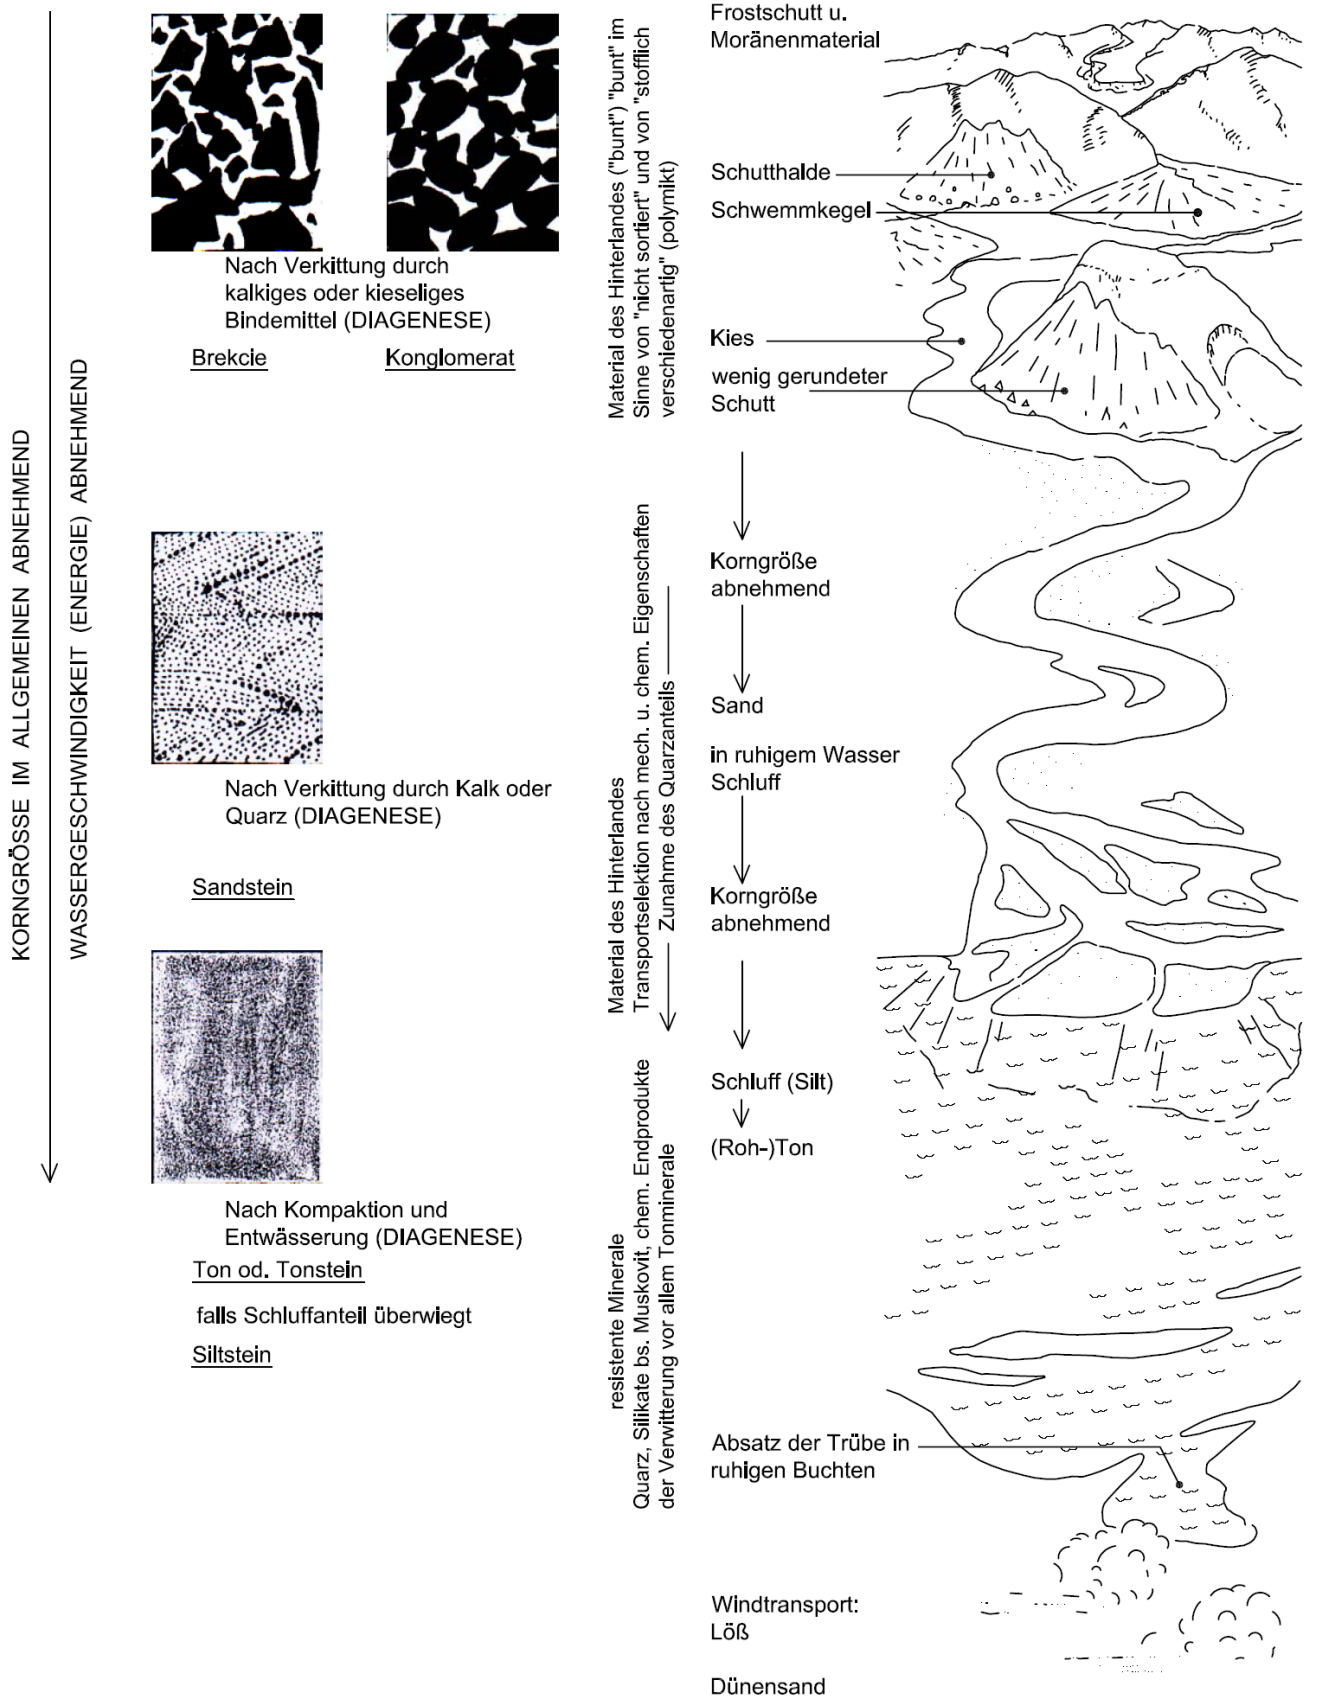 KORNGRÖSSE IM ALLGEMEINEN ABNEHMEND
WASSERGESCHWINDIGKEIT (ENERGIE) ABNEHMEND
Nach Verkittung durch
kalkiges oder kieseliges
Bindemittel (DIAGENESE)
Brekcie
Konglomerat
Nach Verkittung durch Kalk oder
Quarz (DIAGENESE)
Sandstein
Nach Kompaktion und
Entwässerung (DIAGENESE)
Ton od. Tonstein
falls Schluffanteil überwiegt
Siltstein
Material des Hinterlandes ("bunt") "bunt" im
Sinne von "nicht sortiert" und von "stofflich
verschiedenartig" (polymikt)
Material des Hinterlandes
Transportselektion nach mech. u. chem. Eigenschaften
Zunahme des Quarzanteils
resistente Minerale
Quarz, Silikate bs. Muskovit, chem. Endprodukte
der Verwitterung vor allem Tonminerale
Frostschutt u.
Moränenmaterial
Schutthalde
Schwemmkegel
Kies
wenig gerundeter
Schutt
Korngröße
abnehmend
Sand
in ruhigem Wasser
Schluff
Korngröße
abnehmend
Schluff (Silt)
(Roh-)Ton
Absatz der Trübe in
ruhigen Buchten
Windtransport:
Löß
Dünensand